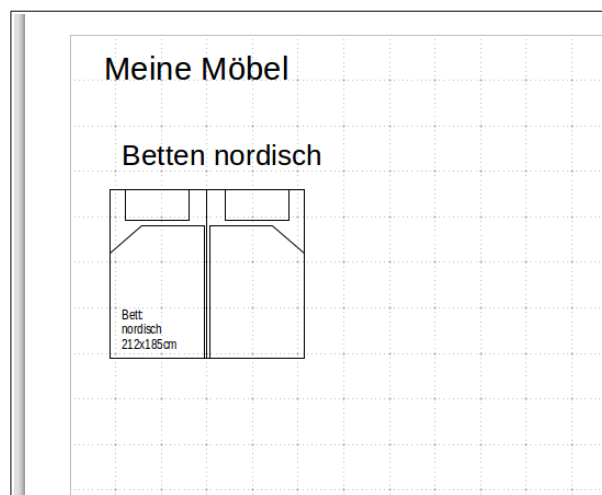 Meine Möbel
Betten nordisch
Bett:
nordisch
212x185cm